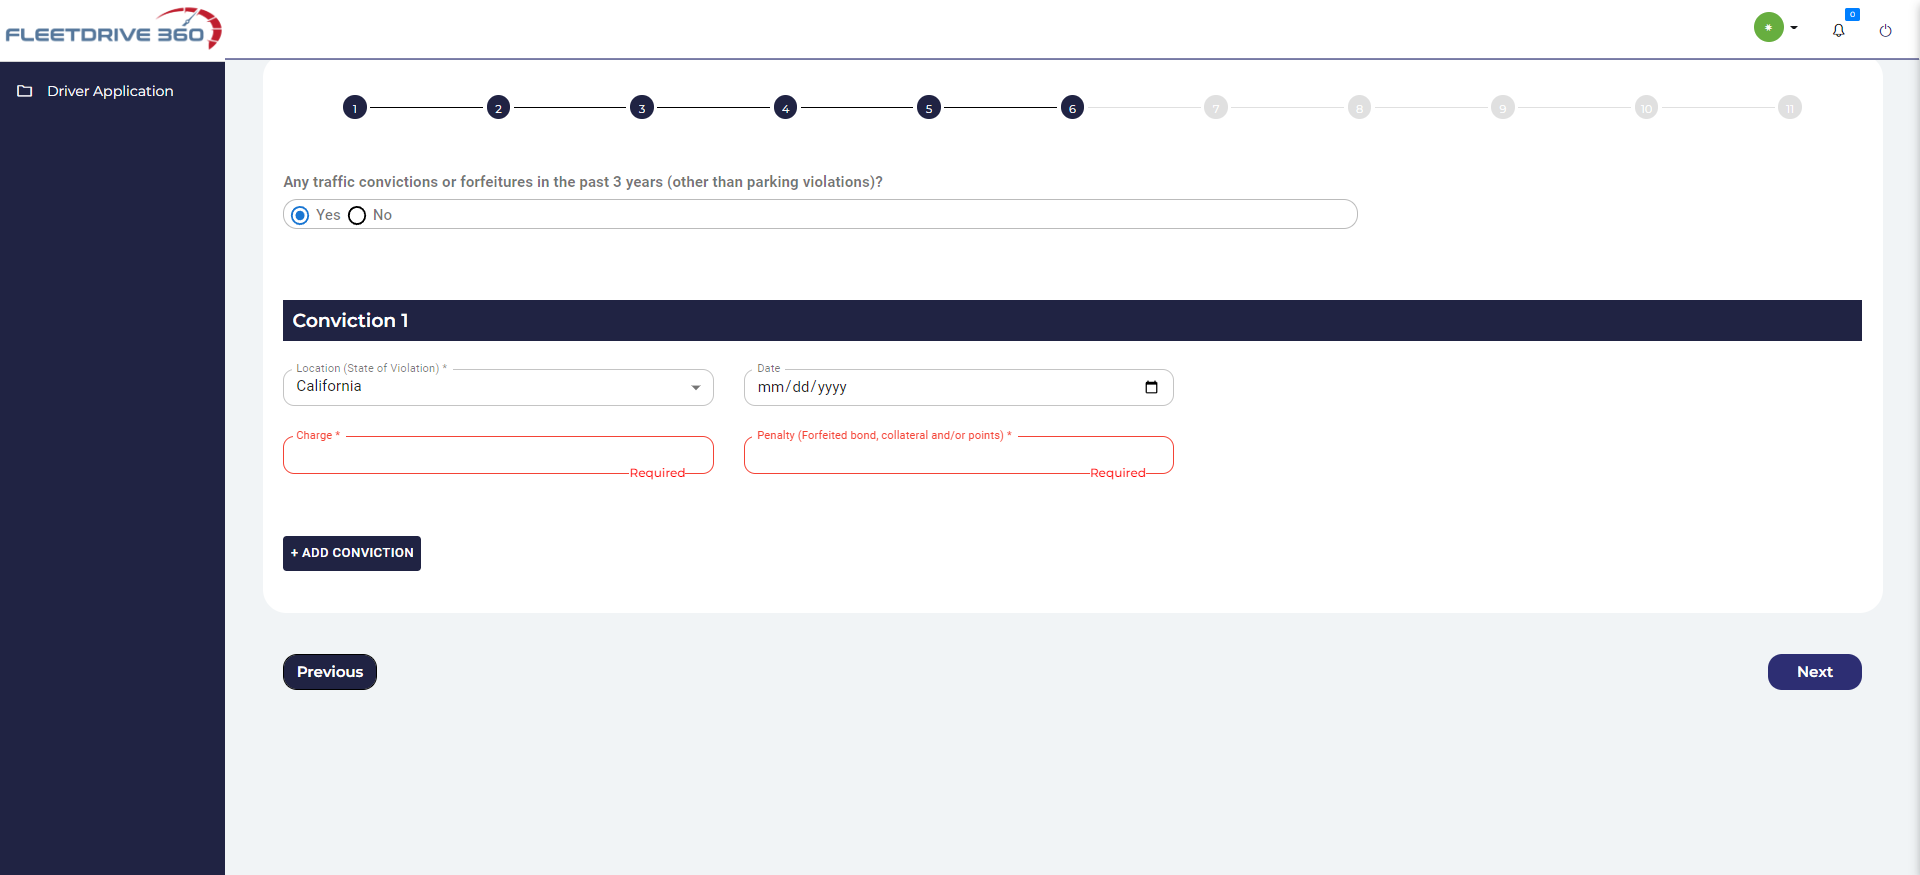 FLEETDRIVE 360
0
Driver Application
1 2 3 4 5 6 7 8 9 10 11
Any traffic convictions or forfeitures in the past 3 years (other than parking violations)?
Yes No
Conviction 1
Location (State of Violation) *
California
Date
mm/dd/yyyy
Charge *
Required
Penalty (Forfeited bond, collateral and/or points) *
Required
+ ADD CONVICTION
Previous
Next